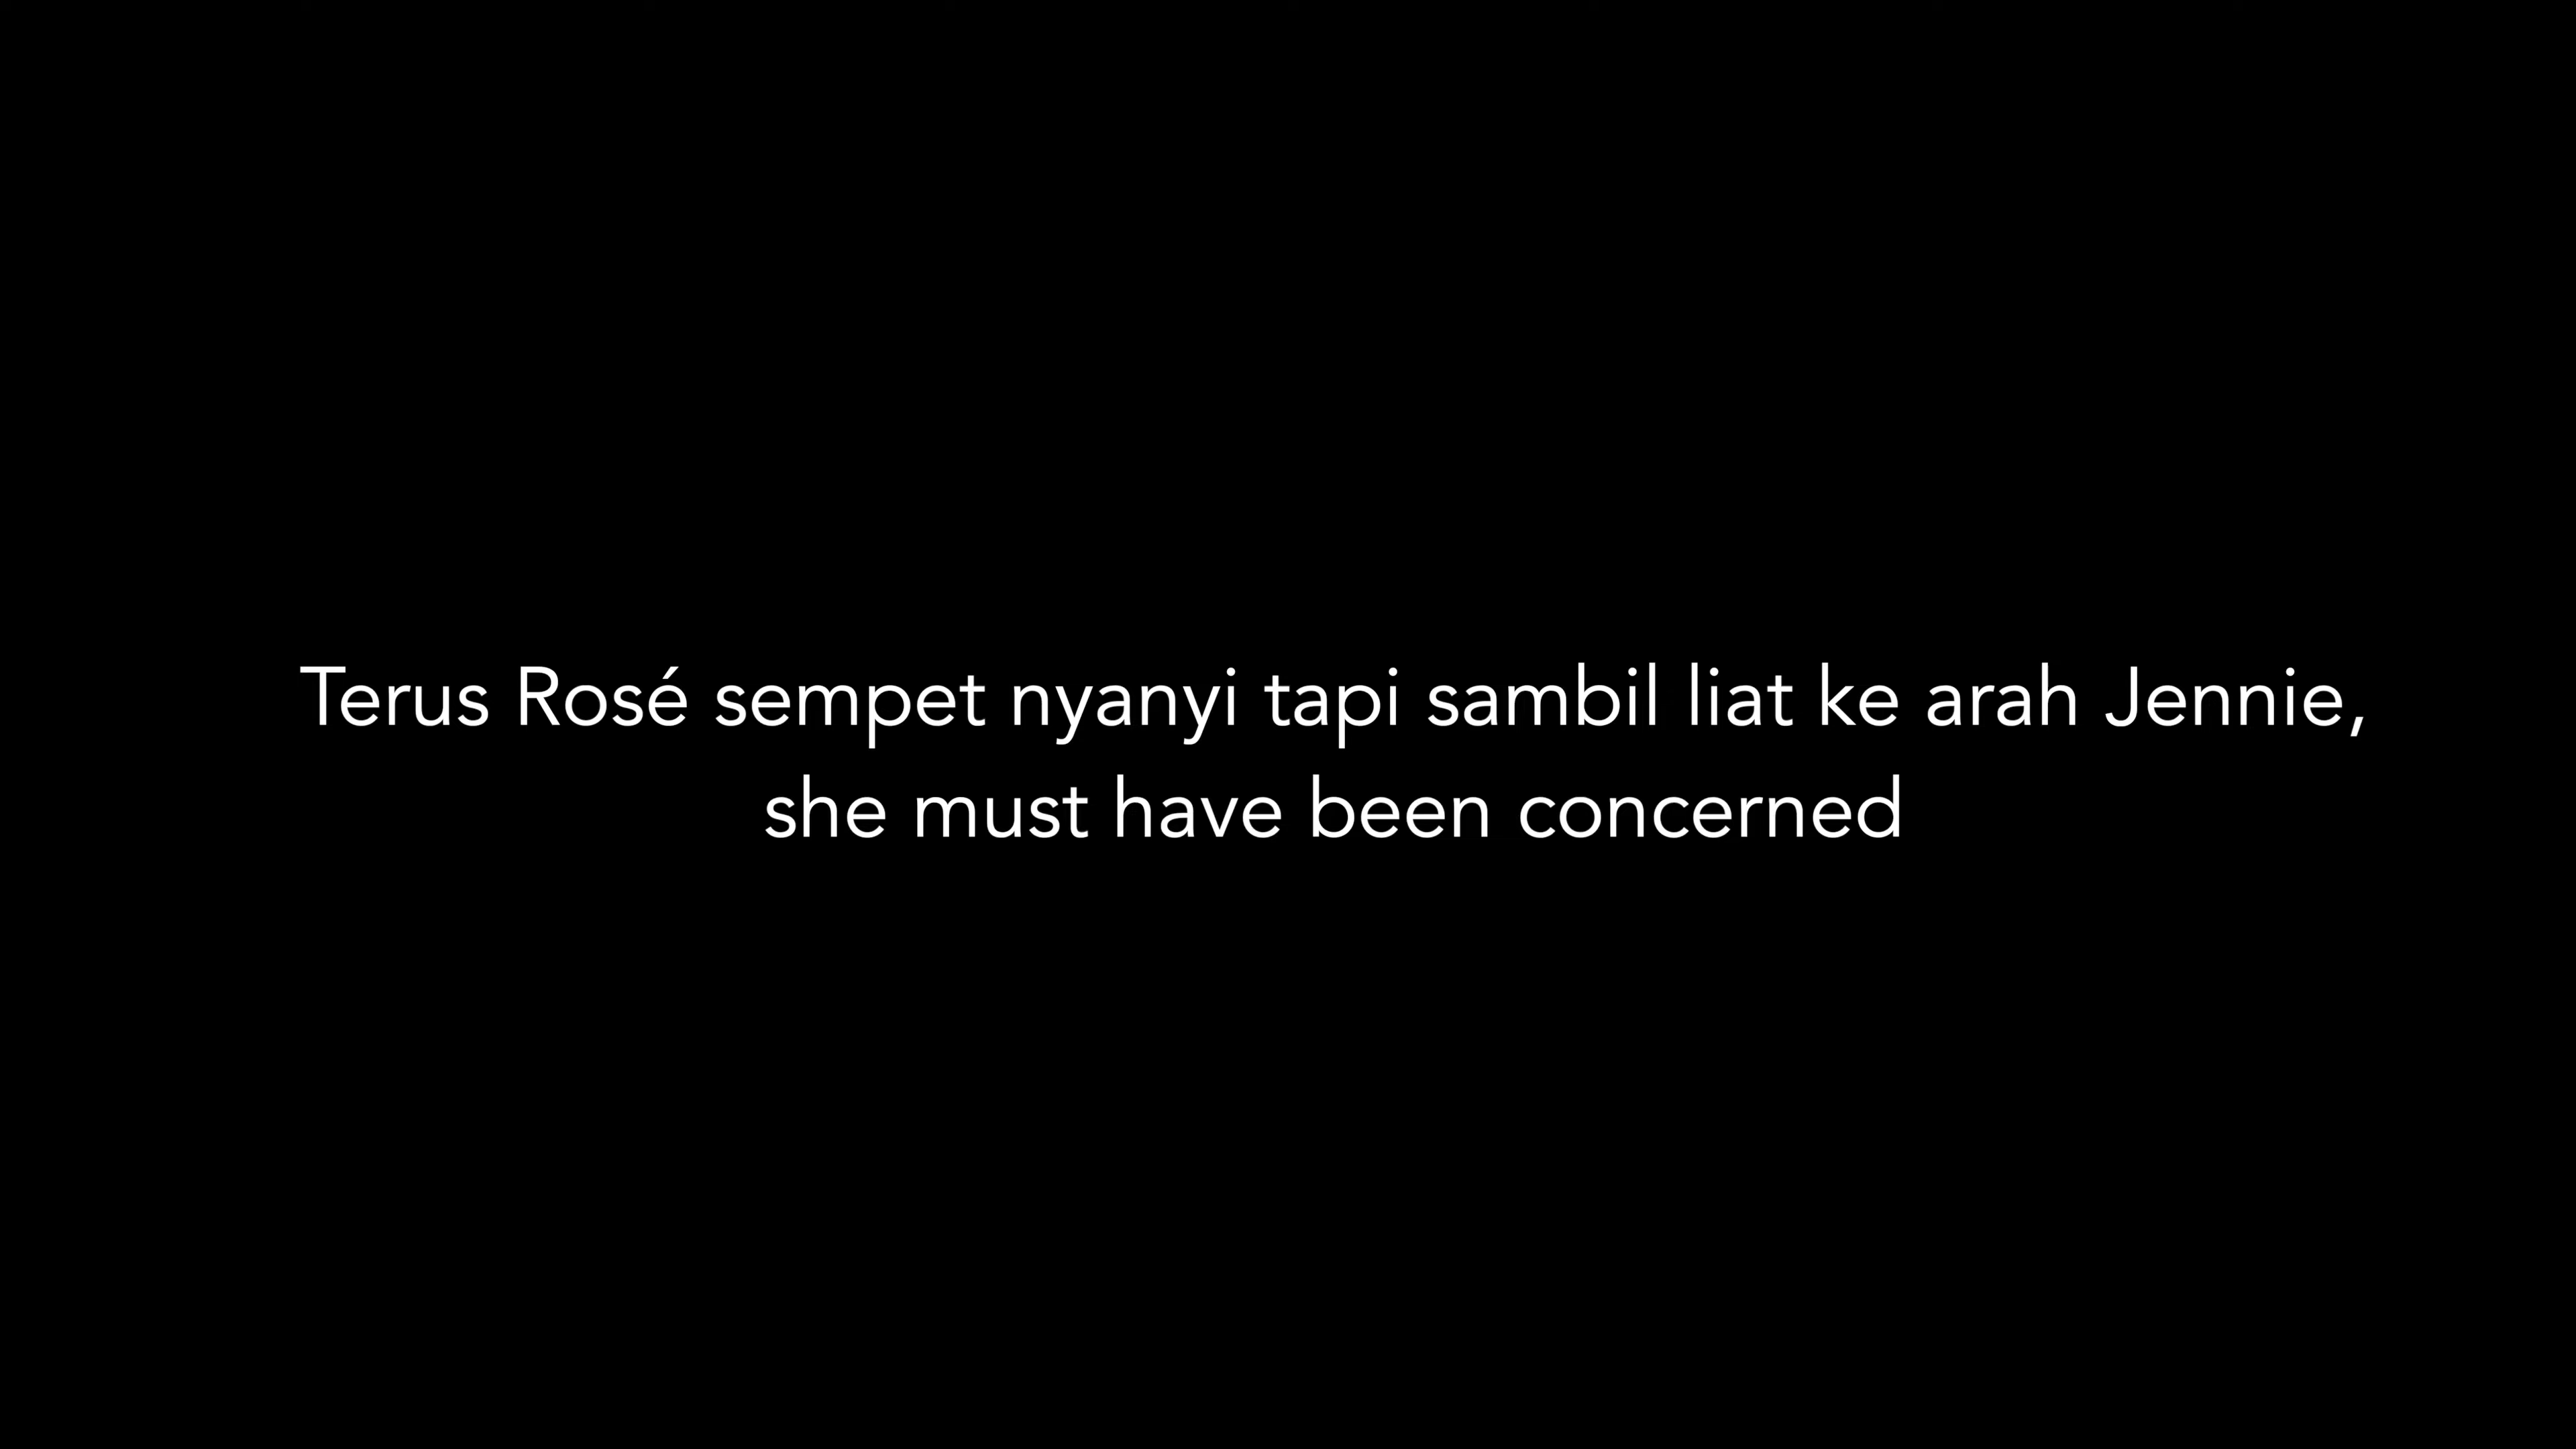 Terus Rosé sempet nyanyi tapi sambil liat ke arah Jennie,
she must have been concerned